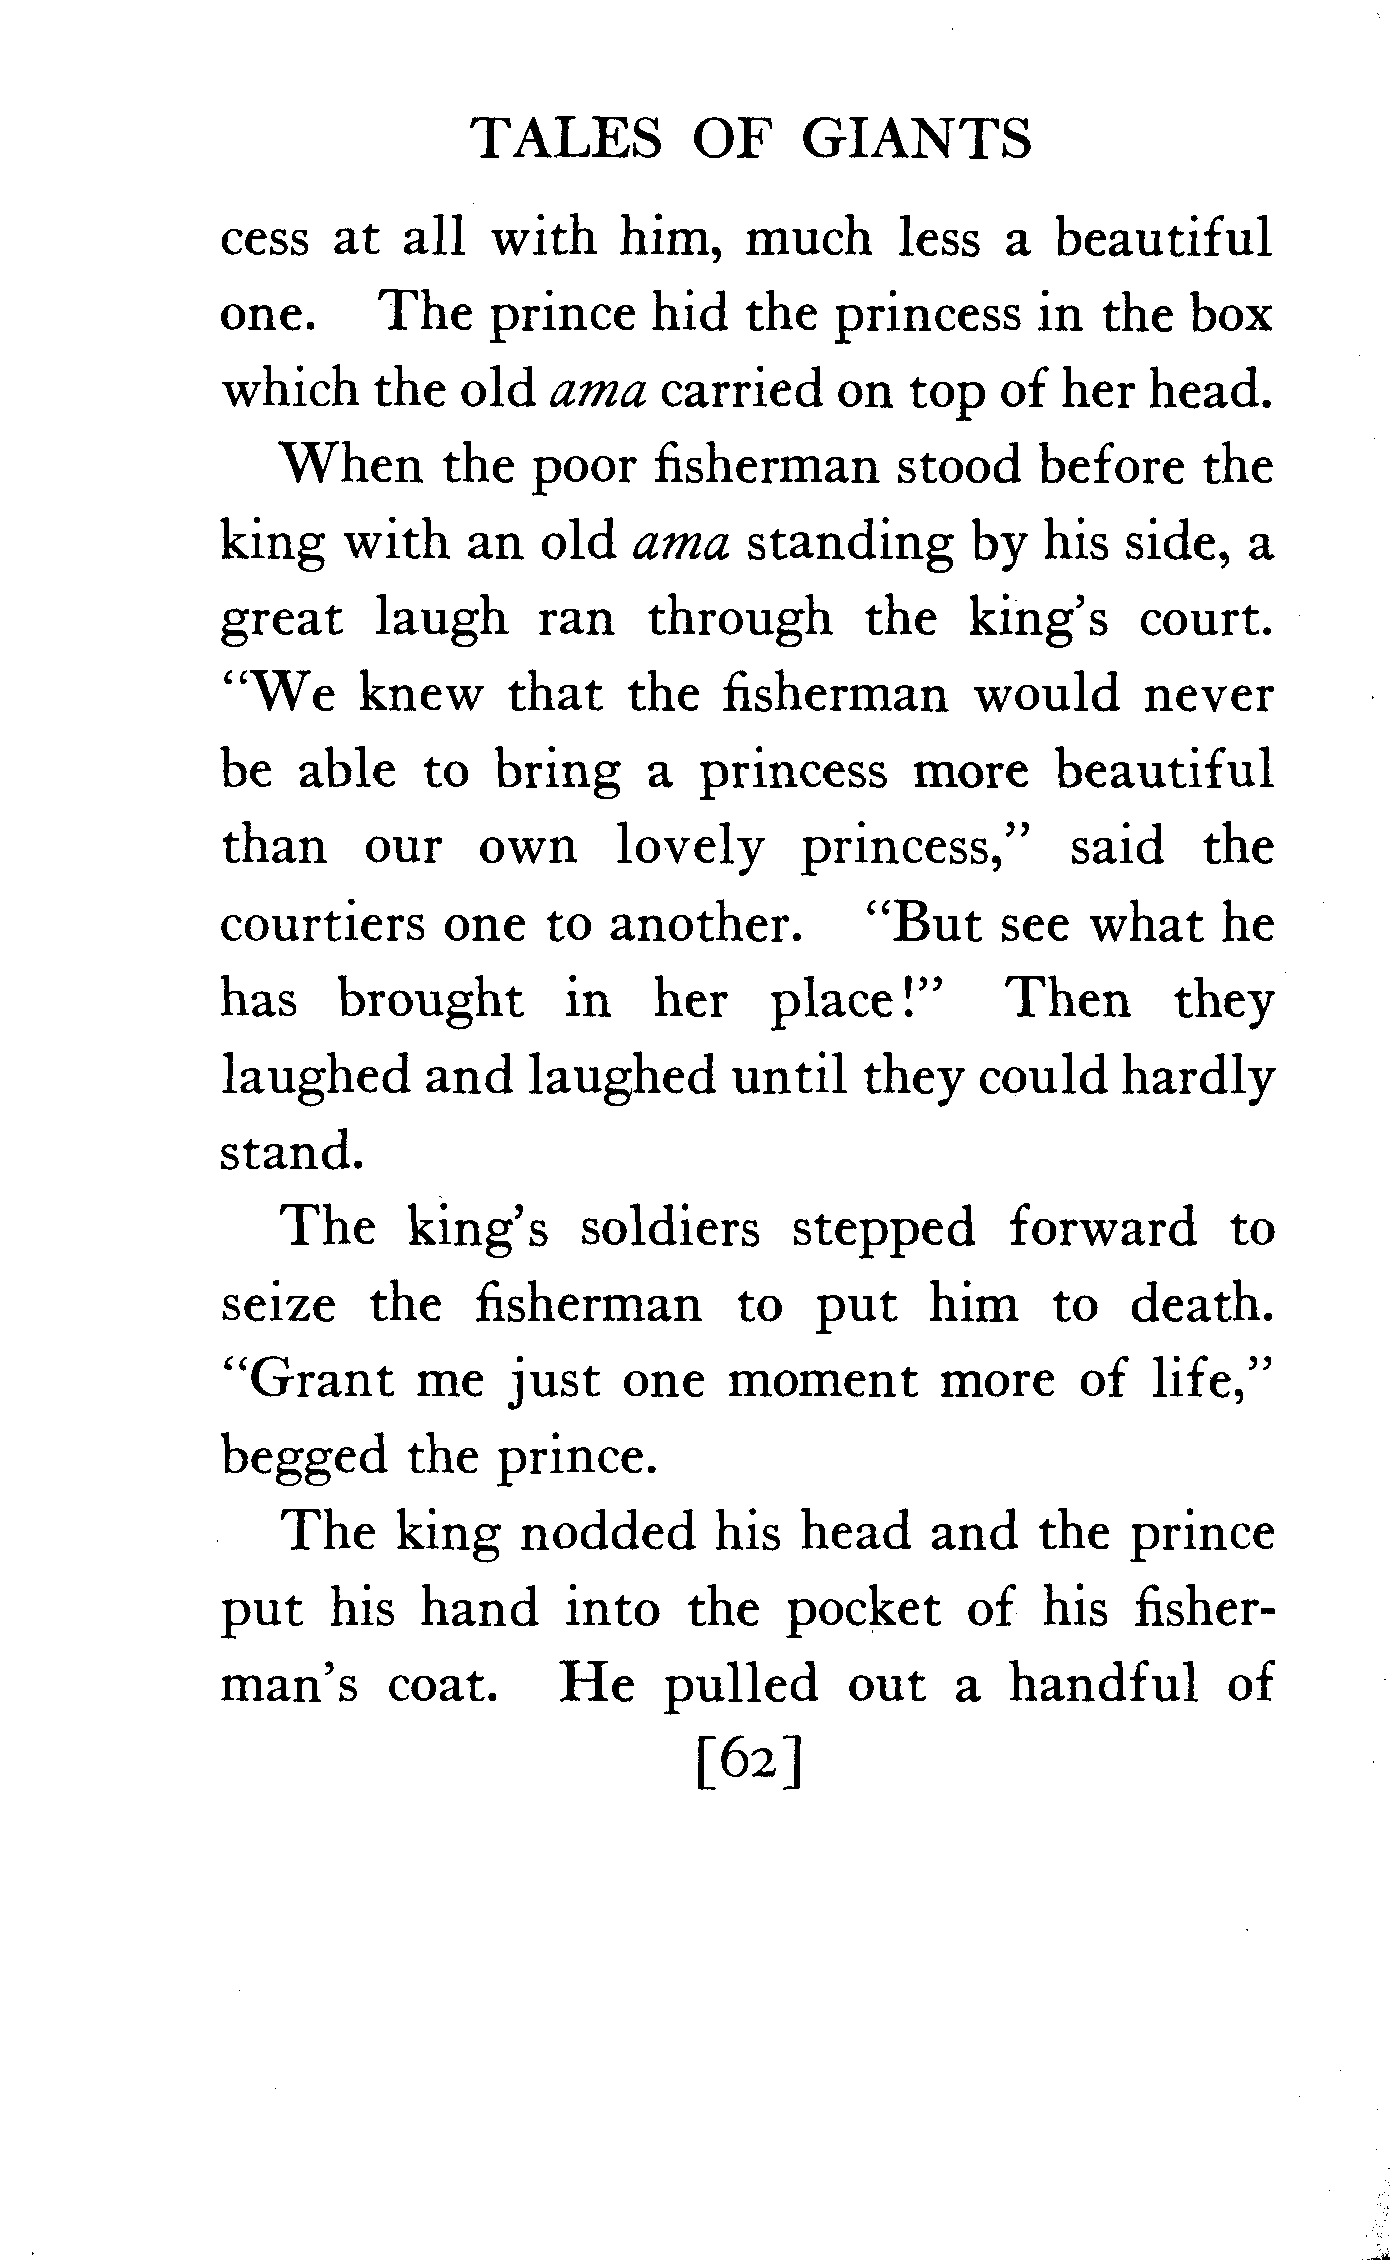 TALES OF GIANTS
cess at all with him, much less a beautiful
one. The prince hid the princess in the box
which the old ama carried on top of her head.
When the poor fisherman stood before the
king with an old ama standing by his side, a
great laugh ran through the king's court.
"We knew that the fisherman would never
be able to bring a princess more beautiful
than our own lovely princess," said the
courtiers one to another. "But see what he
has brought in her place!" Then they
laughed and laughed until they could hardly
stand.
The king's soldiers stepped forward to
seize the fisherman to put him to death.
"Grant me just one moment more of life,"
begged the prince.
The king nodded his head and the prince
put his hand into the pocket of his fisher-
man's coat. He pulled out a handful of
[62]